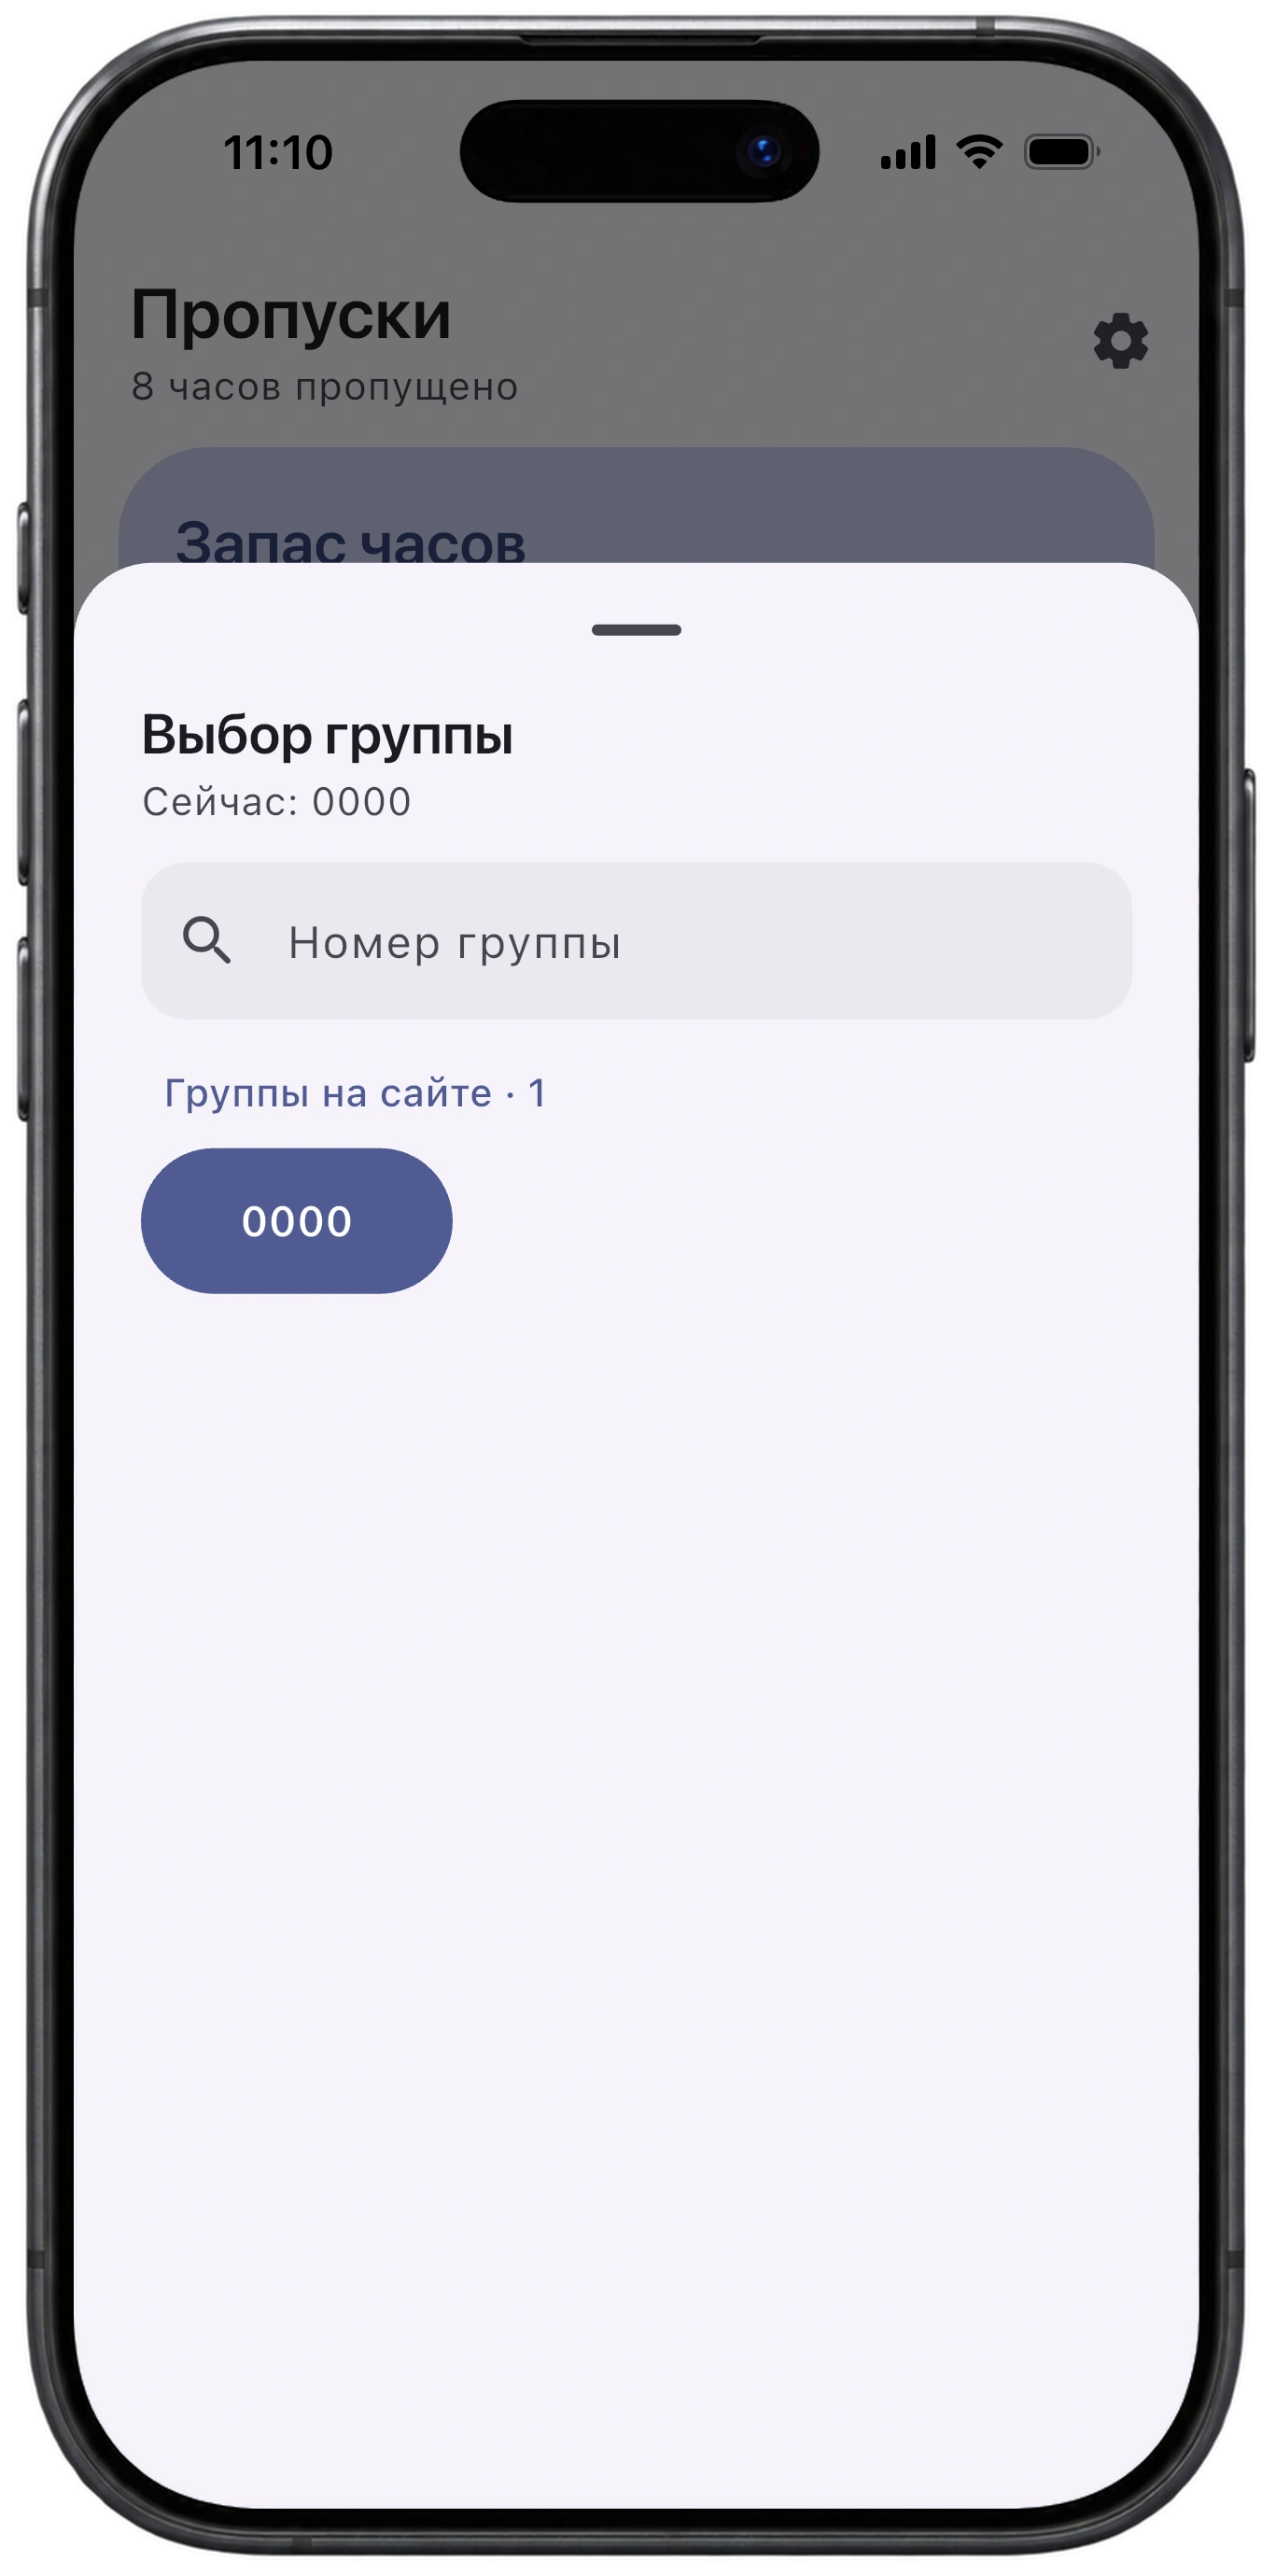 11:10
Пропуски
8 часов пропущено
Запас часов
Выбор группы
Сейчас: 0000
Номер группы
Группы на сайте · 1
0000